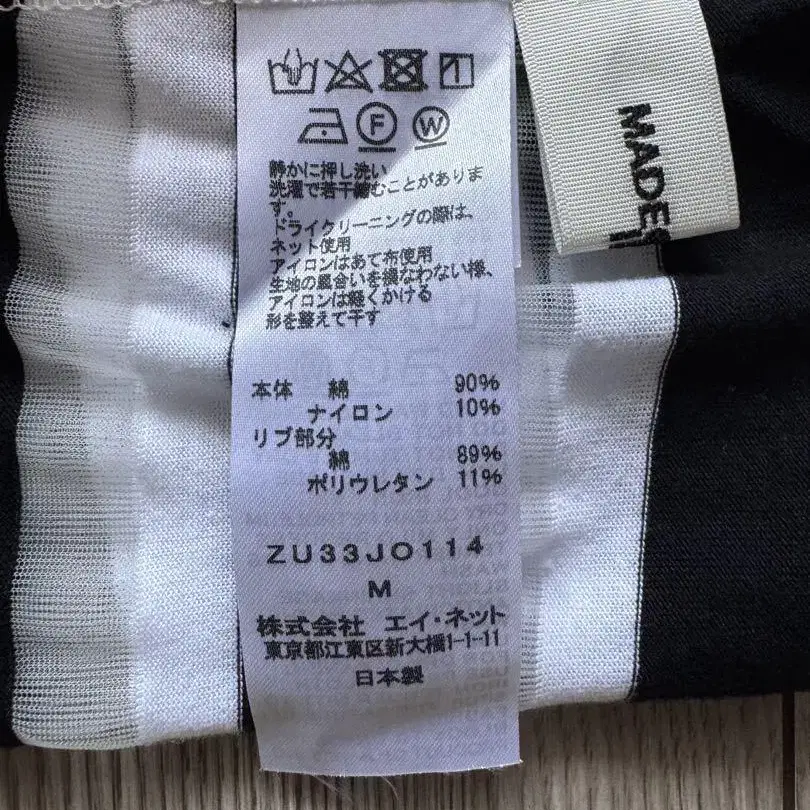 F W
静かに押し洗い
洗濯で若干縮むことがありま
す。
ドライクリーニングの際は、
ネット使用
アイロンはあて布使用
生地の風合いを損なわない様、
アイロンは軽くかける
形を整えて干す
本体 綿 90%
ナイロン 10%
リブ部分
綿 89%
ポリウレタン 11%
ZU33JO114
M
株式会社 エイ・ネット
東京都江東区新大橋1-1-11
日本製
MADE